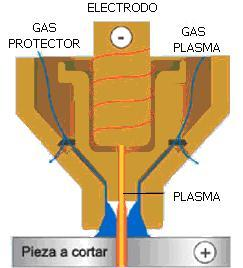 ELECTRODO
GAS
PROTECTOR
GAS
PLASMA
-
PLASMA
Pieza a cortar
+